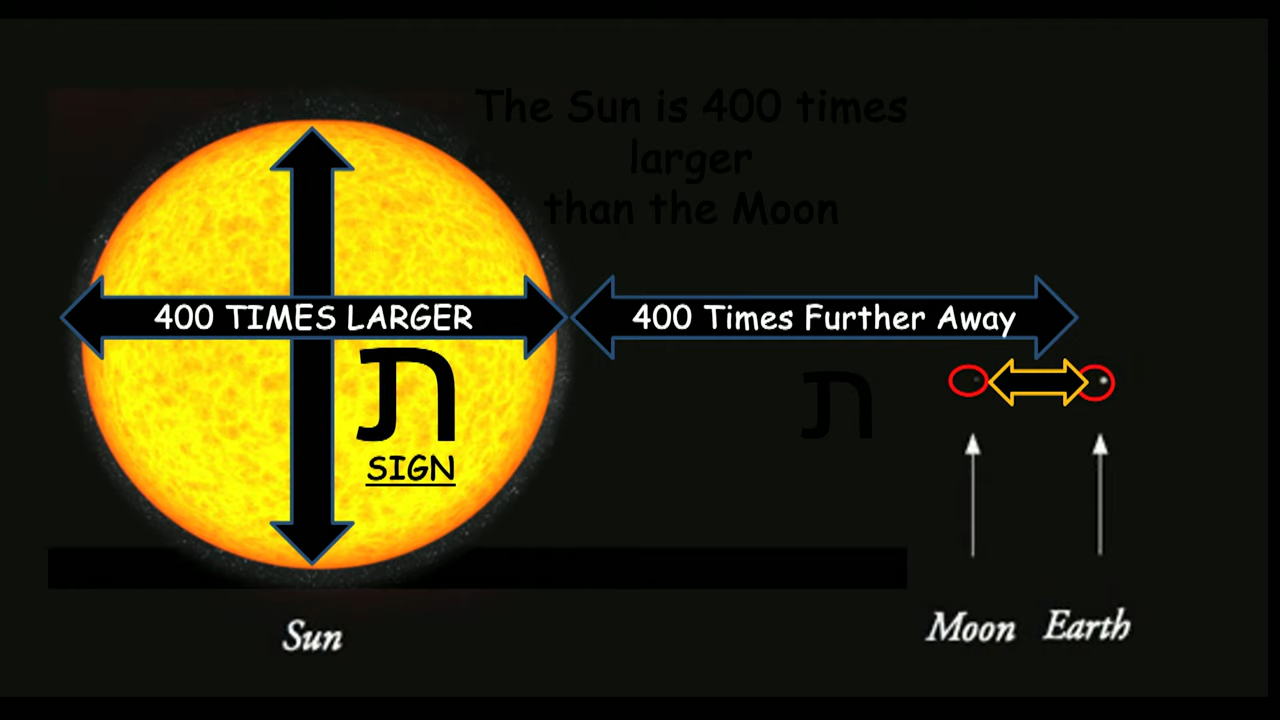 The Sun is 400 times
larger
than the Moon
400 TIMES LARGER
400 Times Further Away
ת
SIGN
ת
Sun
Moon
Earth